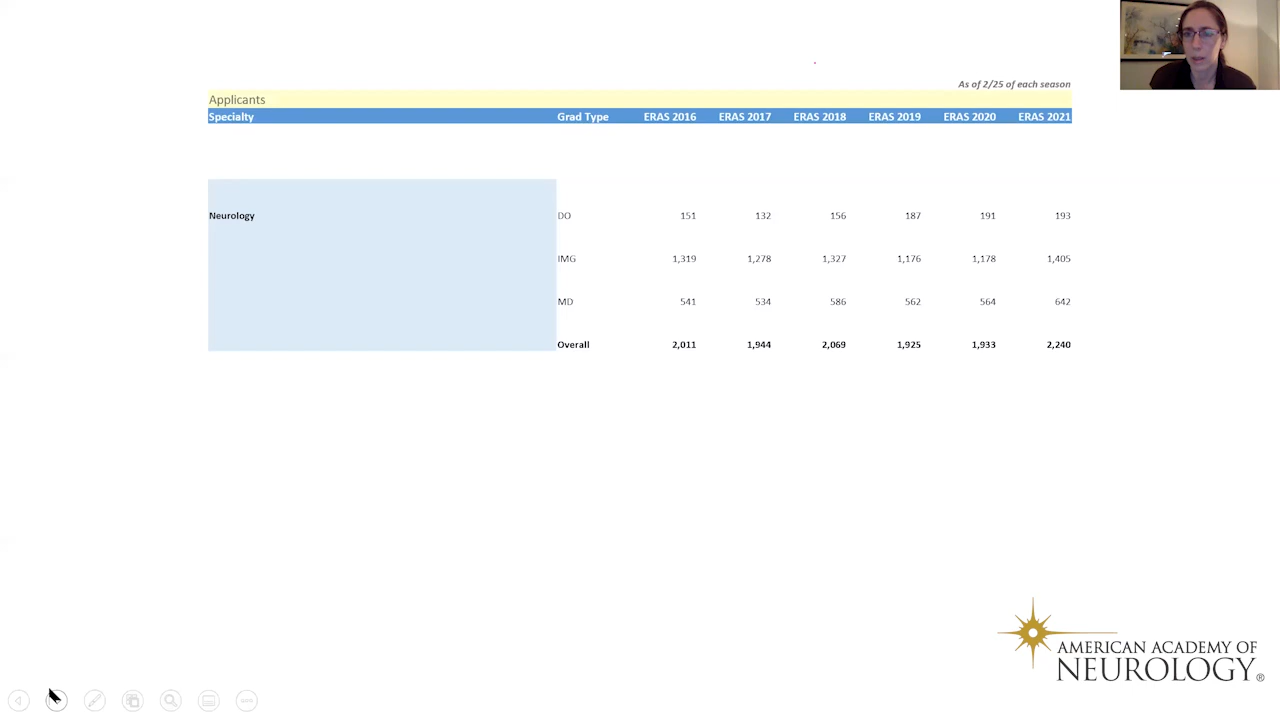 As of 2/25 of each season
Applicants
Specialty Grad Type ERAS 2016 ERAS 2017 ERAS 2018 ERAS 2019 ERAS 2020 ERAS 2021
Neurology DO 151 132 156 187 191 193
IMG 1,319 1,278 1,327 1,176 1,178 1,405
MD 541 534 586 562 564 642
Overall 2,011 1,944 2,069 1,925 1,933 2,240
AMERICAN ACADEMY OF
NEUROLOGY®